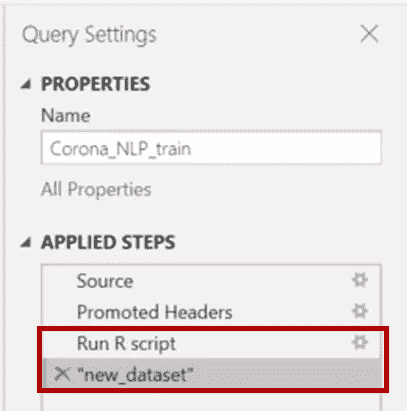 Query Settings
PROPERTIES
Name
Corona_NLP_train
All Properties
APPLIED STEPS
Source
Promoted Headers
Run R script
"new_dataset"